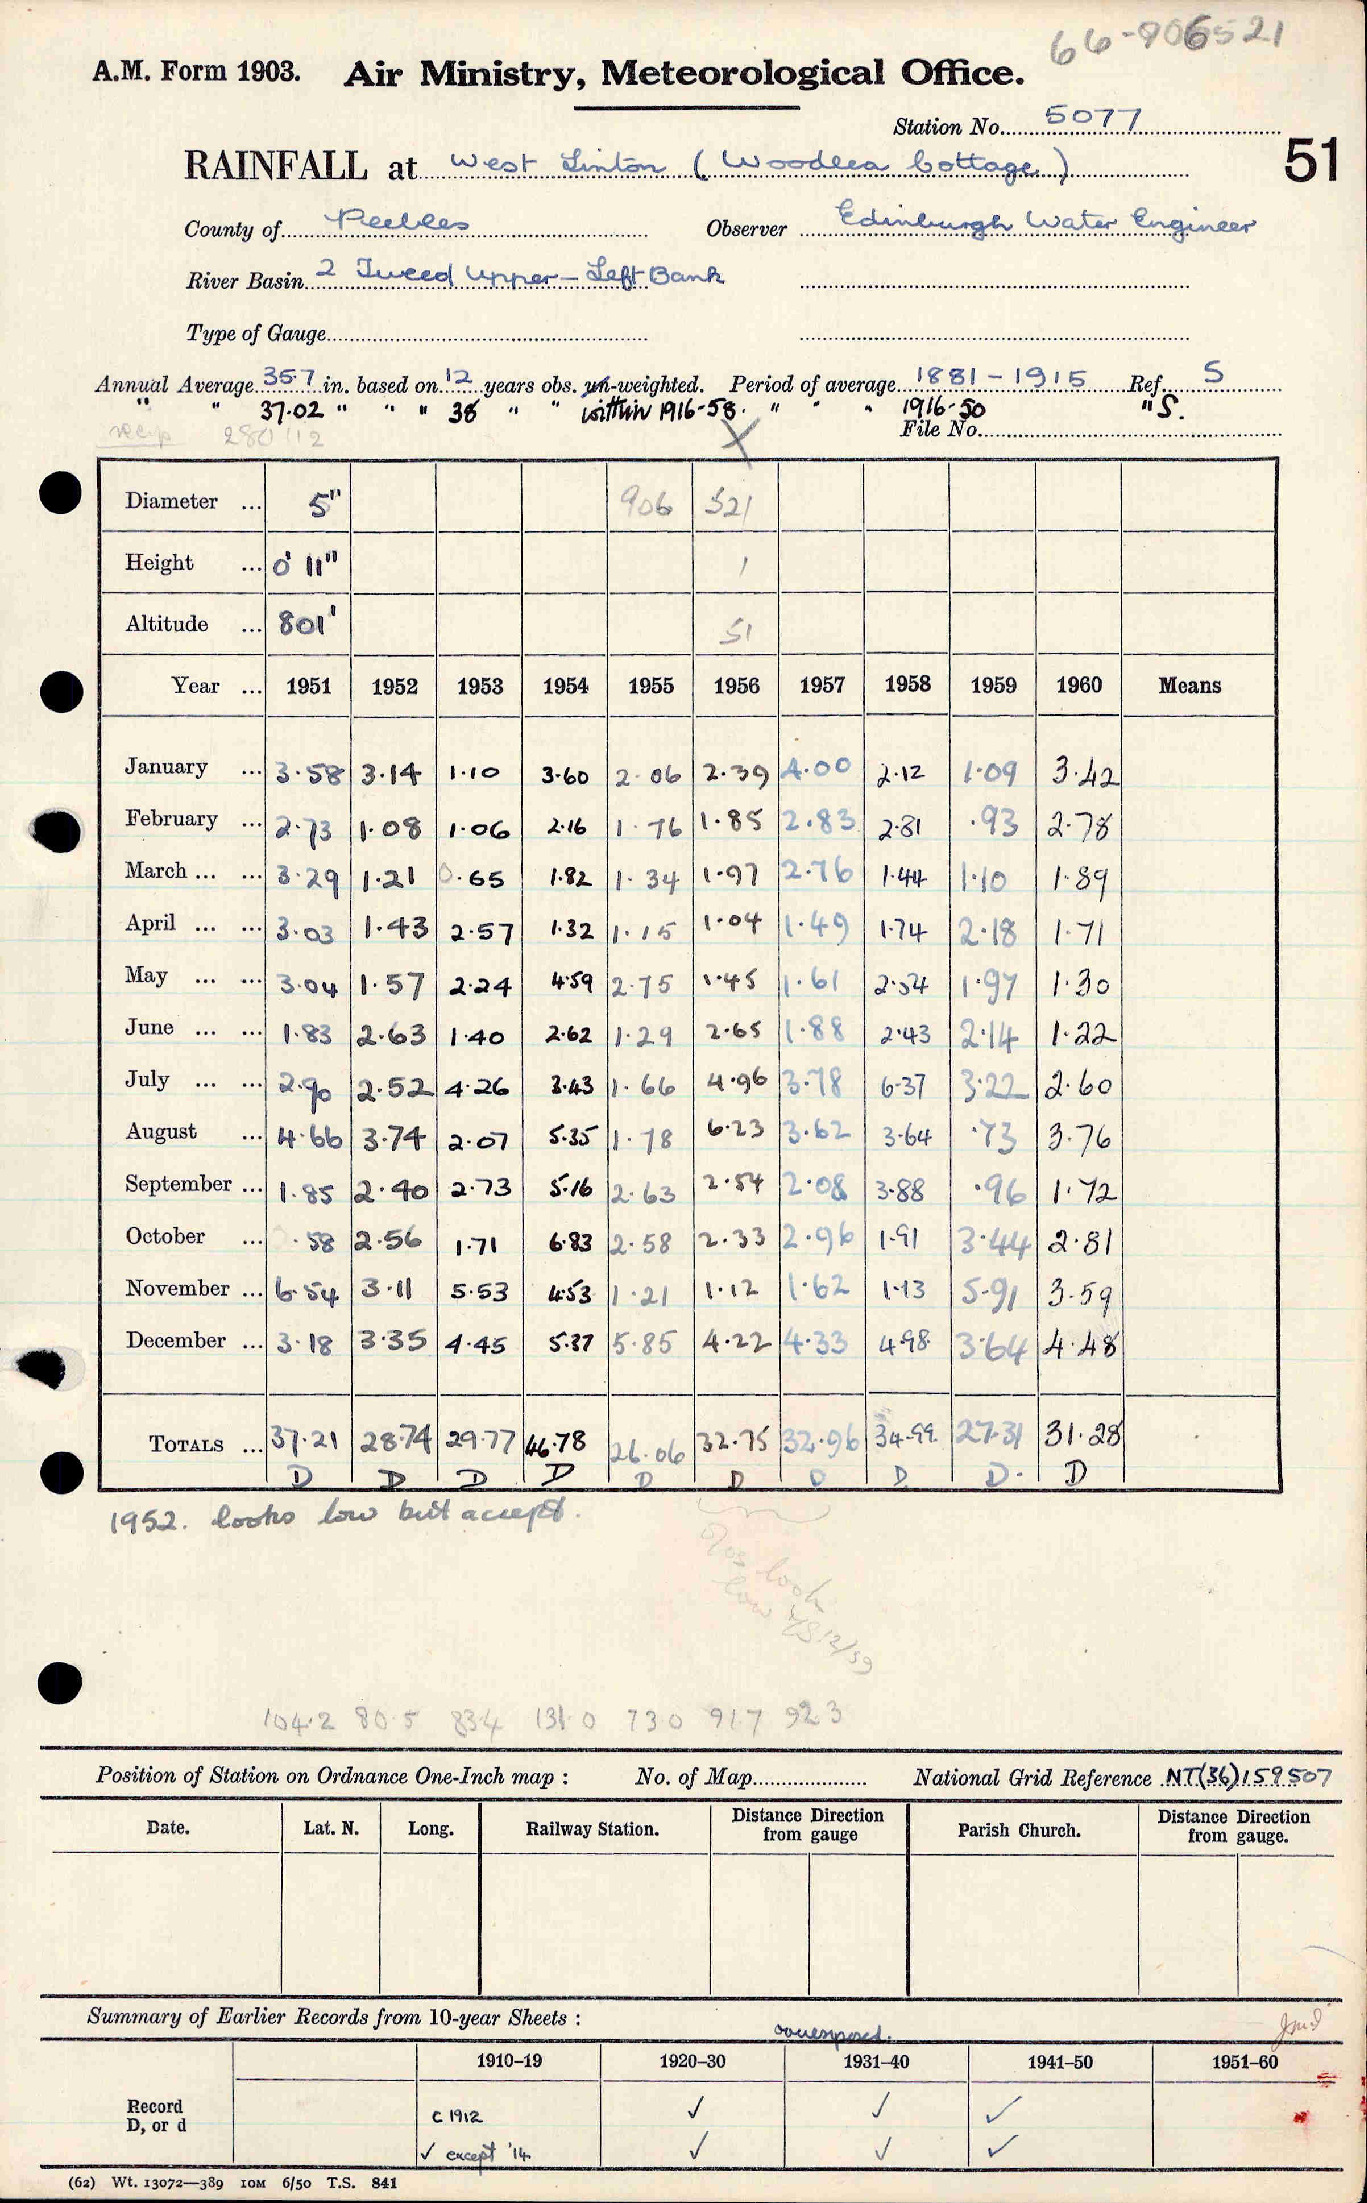 66-906521
A.M. Form 1903. Air Ministry, Meteorological Office.
Station No. 5077
51
RAINFALL at West Linton (Woodlea Cottage)
County of Peebles Observer Edinburgh Water Engineer
River Basin 2 Tweed Upper - Left Bank
Type of Gauge
Annual Average 35.7 in. based on 12 years obs. un-weighted. Period of average 1881-1915 Ref. S
" " 37.02 " " " 38 " " " within 1916-58. " " " 1916-50 " S.
280/12 File No.
Diameter ... 5" 906 521
Height ... 0' 11" 1
Altitude ... 801' 51
Year ... 1951 1952 1953 1954 1955 1956 1957 1958 1959 1960 Means
January ... 3.58 3.14 1.10 3.60 2.06 2.39 4.00 2.12 1.09 3.42
February ... 2.73 1.08 1.06 2.16 1.76 1.85 2.83 2.81 .93 2.78
March ... ... 3.29 1.21 0.65 1.82 1.34 1.97 2.76 1.44 1.10 1.89
April ... ... 3.03 1.43 2.57 1.32 1.15 1.04 1.49 1.74 2.18 1.71
May ... ... 3.04 1.57 2.24 4.59 2.75 1.45 1.61 2.54 1.97 1.30
June ... ... 1.83 2.63 1.40 2.62 1.29 2.65 1.88 2.43 2.14 1.22
July ... ... 2.90 2.52 4.26 3.43 1.66 4.96 3.78 6.37 3.22 2.60
August ... 4.66 3.74 2.07 5.35 1.78 6.23 3.62 3.64 .73 3.76
September ... 1.85 2.40 2.73 5.16 2.63 2.54 2.08 3.88 .96 1.72
October ... .58 2.56 1.71 6.83 2.58 2.33 2.96 1.91 3.44 2.81
November ... 6.54 3.11 5.53 4.53 1.21 1.12 1.62 1.13 5.91 3.59
December ... 3.18 3.35 4.45 5.37 5.85 4.22 4.33 4.98 3.64 4.48
TOTALS ... 37.21 28.74 29.77 46.78 26.06 32.75 32.96 34.99 27.31 31.28
D D D D D D D D D. D
1952. looks low but accept.
look
low 12/59
104.2 80.5 83.4 131.0 73.0 91.7 92.3
Position of Station on Ordnance One-Inch map : No. of Map National Grid Reference NT(36)159507
Date. Lat. N. Long. Railway Station. Distance Direction from gauge Parish Church. Distance Direction from gauge.
Summary of Earlier Records from 10-year Sheets :
1910-19 1920-30 1931-40 1941-50 1951-60
Record c 1912 ✓ ✓ ✓
D, or d ✓ except '14 ✓ ✓ ✓
(62) Wt. 13072—389 10M 6/50 T.S. 841